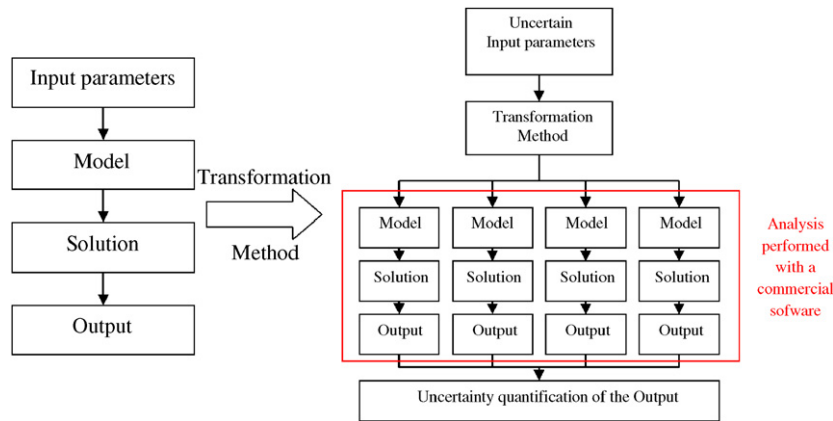 Input parameters
Model
Solution
Output
Transformation
Method
Uncertain
Input parameters
Transformation
Method
Model
Model
Model
Model
Solution
Solution
Solution
Solution
Output
Output
Output
Output
Uncertainty quantification of the Output
Analysis
performed
with a
commercial
sofware